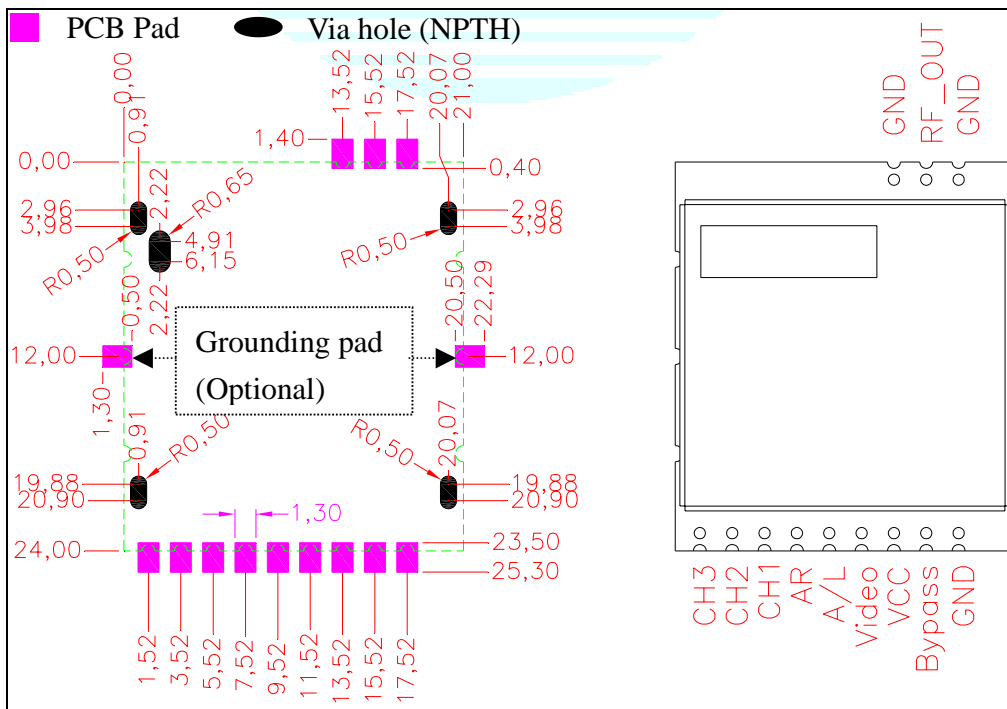 PCB Pad
Via hole (NPTH)
0,00
0,91
13,52
15,52
17,52
20,07
21,00
1,40
0,00
0,40
2,96
3,98
R0,50
2,22
R0,65
4,91
6,15
2,22
2,96
3,98
R0,50
0,50
20,50
22,29
12,00
12,00
1,30
Grounding pad
(Optional)
0,91
R0,50
R0,50
20,07
19,88
20,90
19,88
20,90
1,30
24,00
23,50
25,30
1,52
3,52
5,52
7,52
9,52
11,52
13,52
15,52
17,52
GND
RF_OUT
GND
CH3
CH2
CH1
AR
A/L
Video
VCC
Bypass
GND